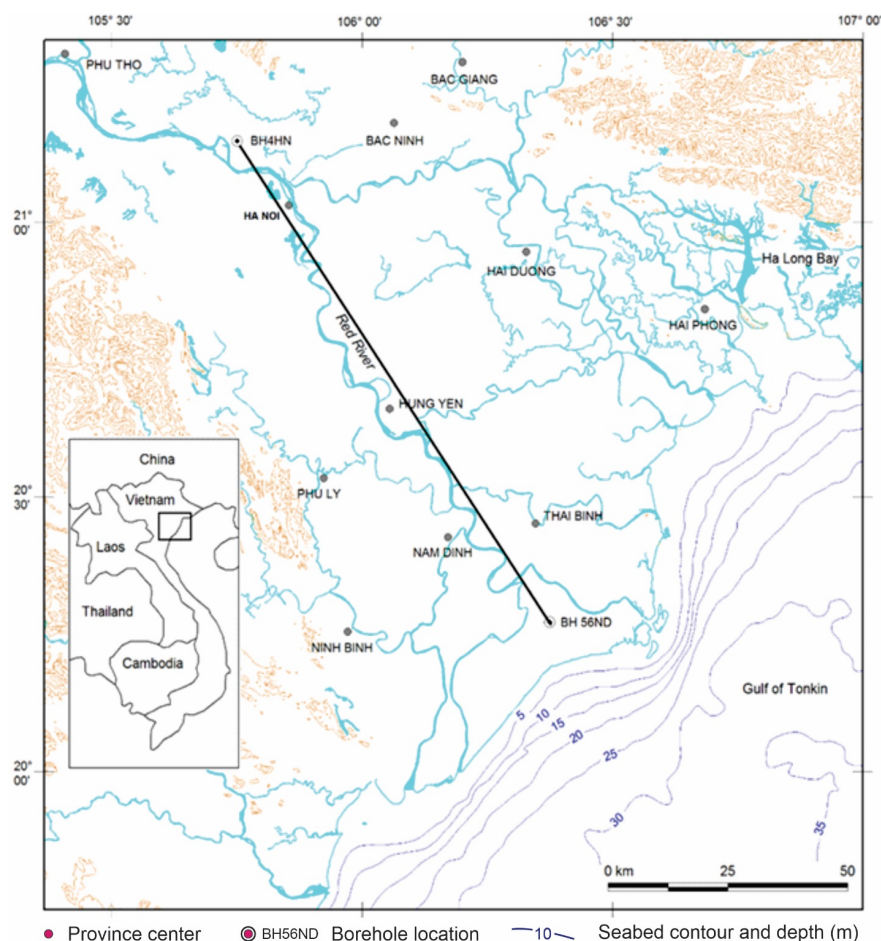 105° 30'
106° 00'
106° 30'
107° 00'
PHU THO
BAC GIANG
BH4HN
BAC NINH
HA NOI
21°
00'
HAI DUONG
Ha Long Bay
HAI PHONG
Red River
HUNG YEN
China
Vietnam
Laos
Thailand
Cambodia
PHU LY
30'
THAI BINH
NAM DINH
BH 56ND
NINH BINH
Gulf of Tonkin
5
10
15
20
25
30
35
20°
00'
0 km 25 50
Province center BH56ND Borehole location 10 Seabed contour and depth (m)